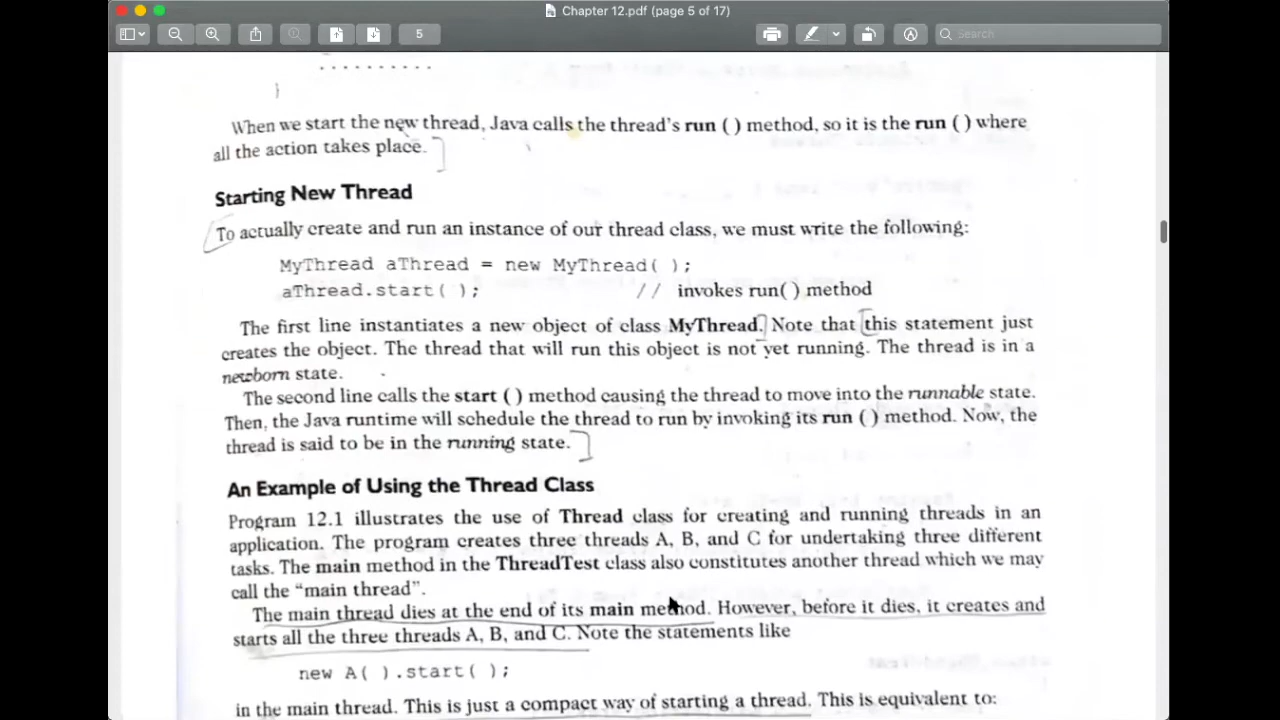 Chapter 12.pdf (page 5 of 17)
5
Search
..........
}
When we start the new thread, Java calls the thread's run ( ) method, so it is the run ( ) where
all the action takes place.
Starting New Thread
To actually create and run an instance of our thread class, we must write the following:
MyThread aThread = new MyThread( );
aThread.start( ); // invokes run( ) method
The first line instantiates a new object of class MyThread. Note that this statement just
creates the object. The thread that will run this object is not yet running. The thread is in a
newborn state.
The second line calls the start ( ) method causing the thread to move into the runnable state.
Then, the Java runtime will schedule the thread to run by invoking its run ( ) method. Now, the
thread is said to be in the running state.
An Example of Using the Thread Class
Program 12.1 illustrates the use of Thread class for creating and running threads in an
application. The program creates three threads A, B, and C for undertaking three different
tasks. The main method in the ThreadTest class also constitutes another thread which we may
call the "main thread".
The main thread dies at the end of its main method. However, before it dies, it creates and
starts all the three threads A, B, and C. Note the statements like
new A( ).start( );
in the main thread. This is just a compact way of starting a thread. This is equivalent to: